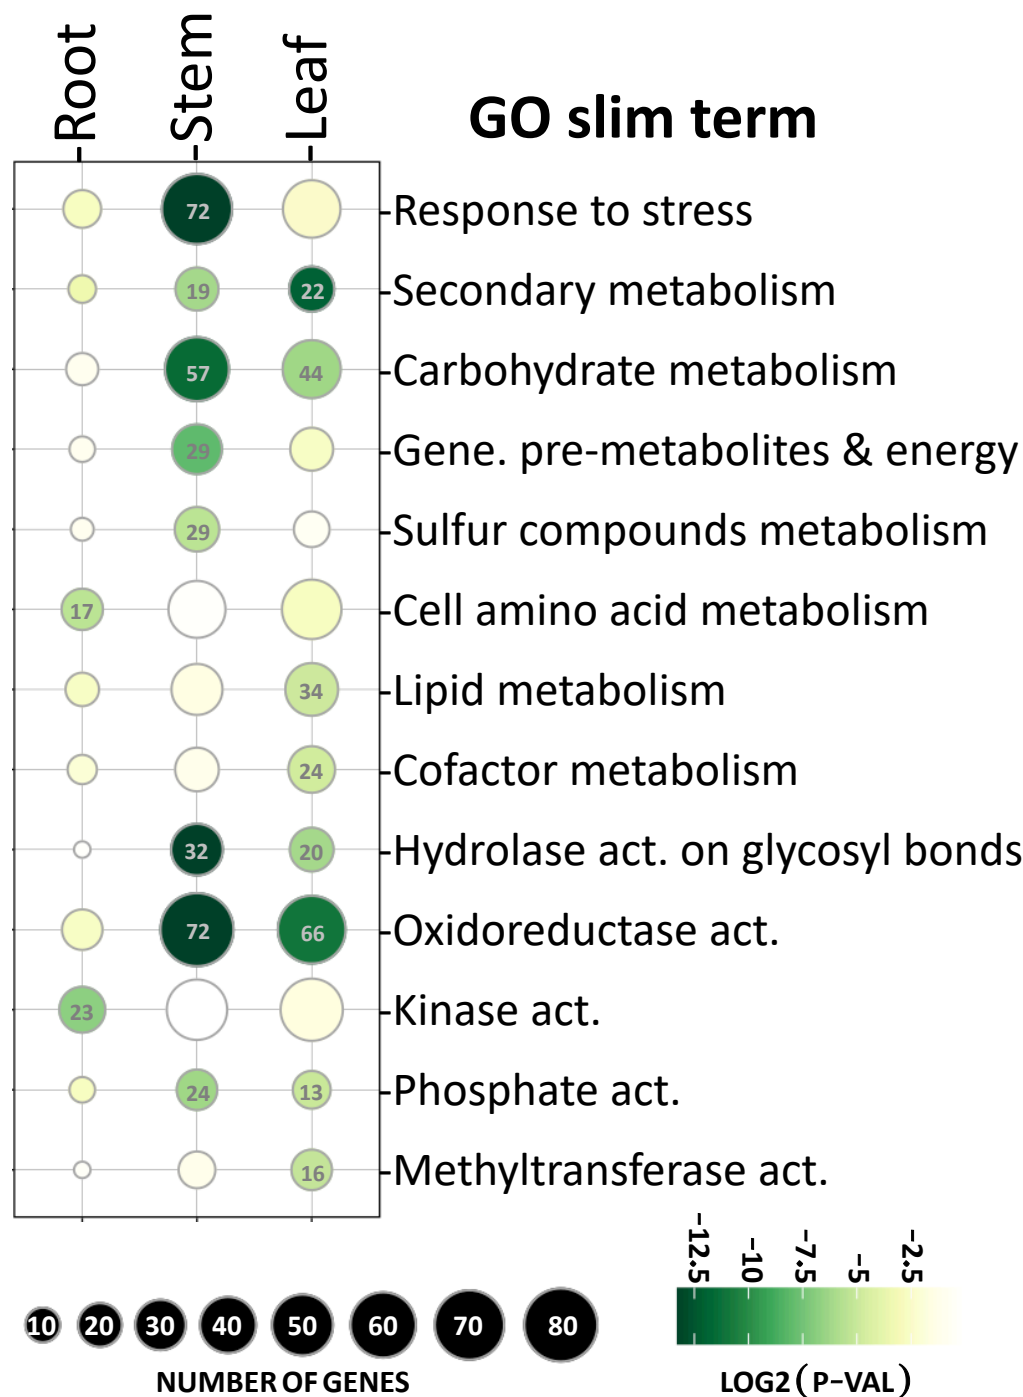 -Root
-Stem
-Leaf
GO slim term
72
-Response to stress
19 22
-Secondary metabolism
57 44
-Carbohydrate metabolism
29
-Gene. pre-metabolites & energy
29
-Sulfur compounds metabolism
17
-Cell amino acid metabolism
34
-Lipid metabolism
24
-Cofactor metabolism
32 20
-Hydrolase act. on glycosyl bonds
72 66
-Oxidoreductase act.
23
-Kinase act.
24 13
-Phosphate act.
16
-Methyltransferase act.
-12.5 -10 -7.5 -5 -2.5
10 20 30 40 50 60 70 80
NUMBER OF GENES
LOG2 (P-VAL)